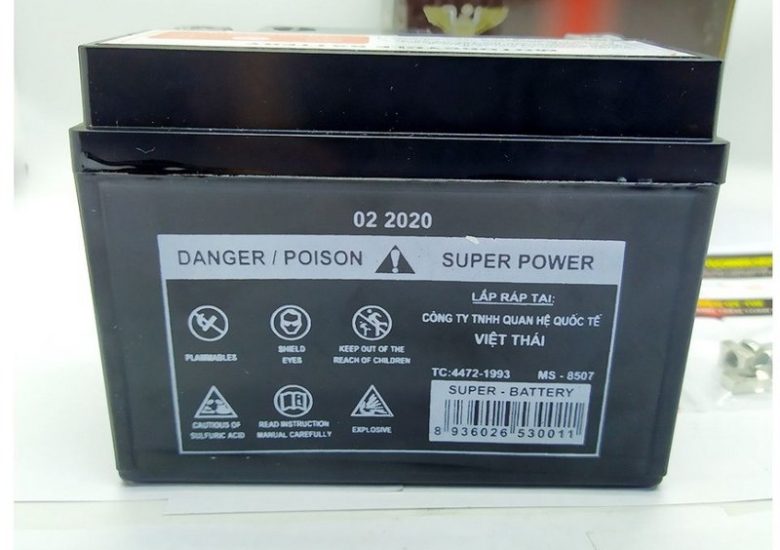 02 2020
DANGER / POISON SUPER POWER
LẮP RÁP TẠI:
CÔNG TY TNHH QUAN HỆ QUỐC TẾ
VIỆT THÁI
TC:4472-1993 MS - 8507
SUPER - BATTERY
8 936026 530011
FLAMMABLES
SHIELD
EYES
KEEP OUT OF THE
REACH OF CHILDREN
CAUTIOUS OF
SULFURIC ACID
READ INSTRUCTION
MANUAL CAREFULLY
EXPLOSIVE